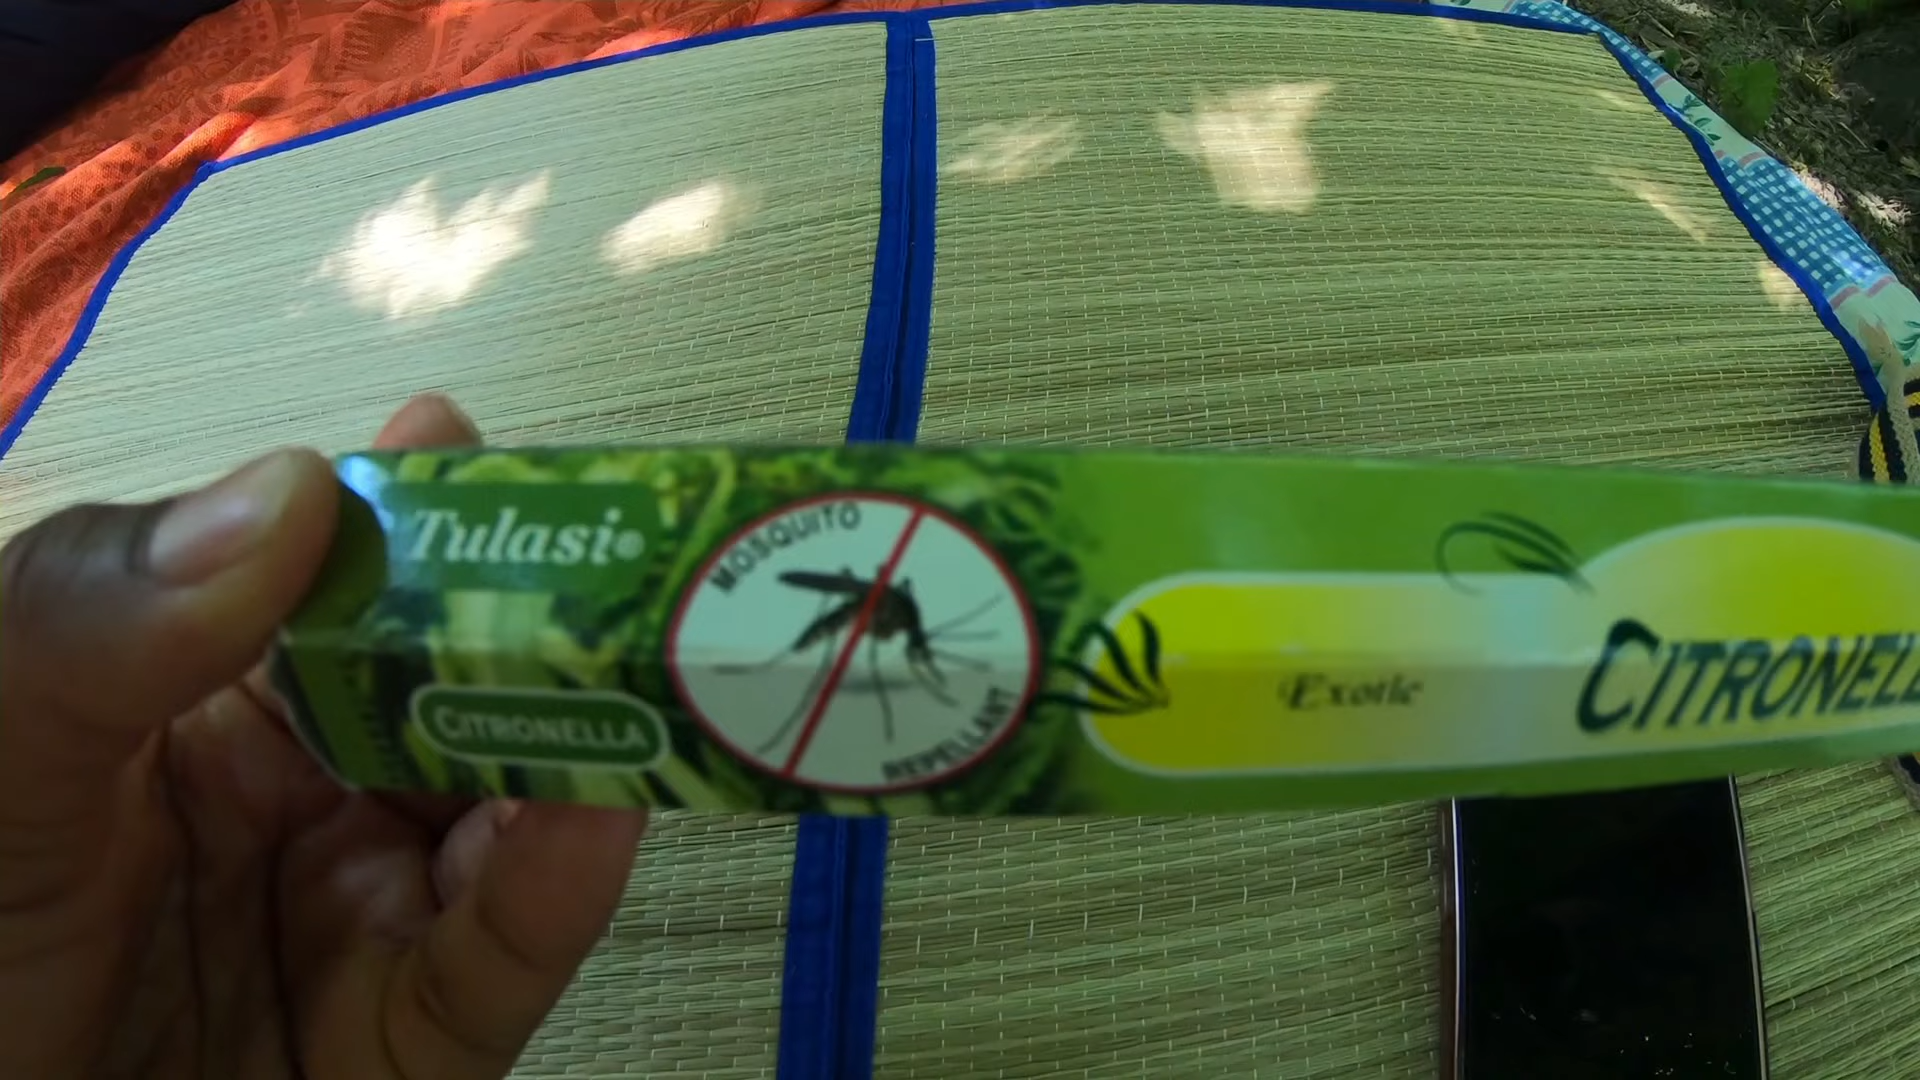 Tulasi®
CITRONELLA
MOSQUITO
REPELLANT
Exotic
CITRONELL